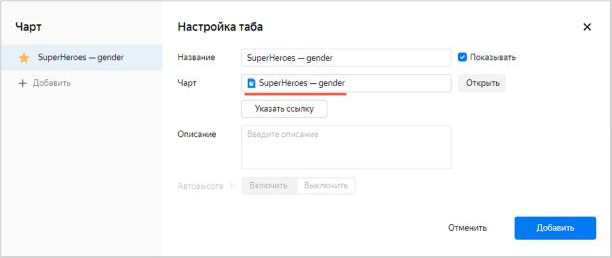 Чарт
SuperHeroes — gender
+ Добавить
Настройка таба
Название SuperHeroes — gender Показывать
Чарт SuperHeroes — gender Открыть
Указать ссылку
Описание Введите описание
Автовысота ? Включить Выключить
Отменить Добавить